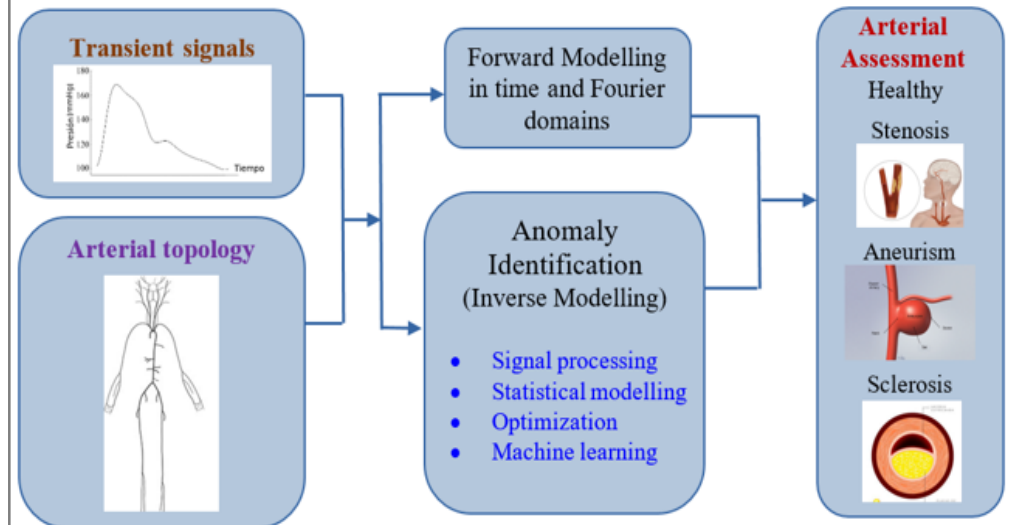 Transient signals
Presión(mmHg)
180
160
140
120
100
Tiempo
Arterial topology
Forward Modelling
in time and Fourier
domains
Anomaly
Identification
(Inverse Modelling)
• Signal processing
• Statistical modelling
• Optimization
• Machine learning
Arterial
Assessment
Healthy
Stenosis
Aneurism
Sclerosis